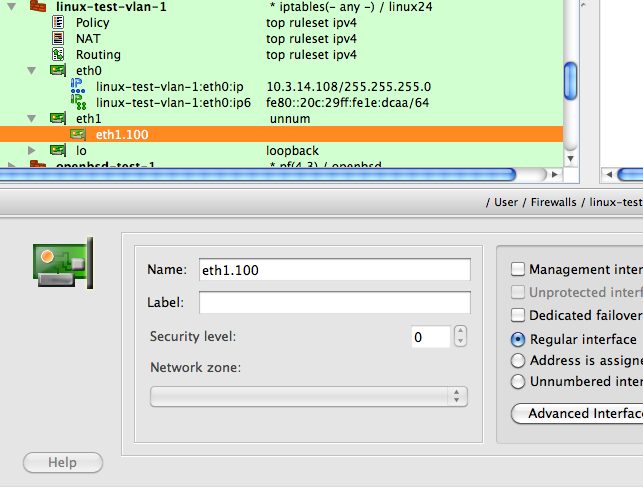 linux-test-vlan-1 * iptables(- any -) / linux24
Policy top ruleset ipv4
NAT top ruleset ipv4
Routing top ruleset ipv4
eth0
linux-test-vlan-1:eth0:ip 10.3.14.108/255.255.255.0
linux-test-vlan-1:eth0:ip6 fe80::20c:29ff:fe1e:dcaa/64
eth1 unnum
eth1.100
lo loopback
openbsd-test-1 * pf(4.3) / openbsd
/ User / Firewalls / linux-test
Name: eth1.100
Label:
Security level: 0
Network zone:
Management inter
Unprotected interf
Dedicated failover
Regular interface
Address is assigne
Unnumbered inter
Advanced Interfac
Help